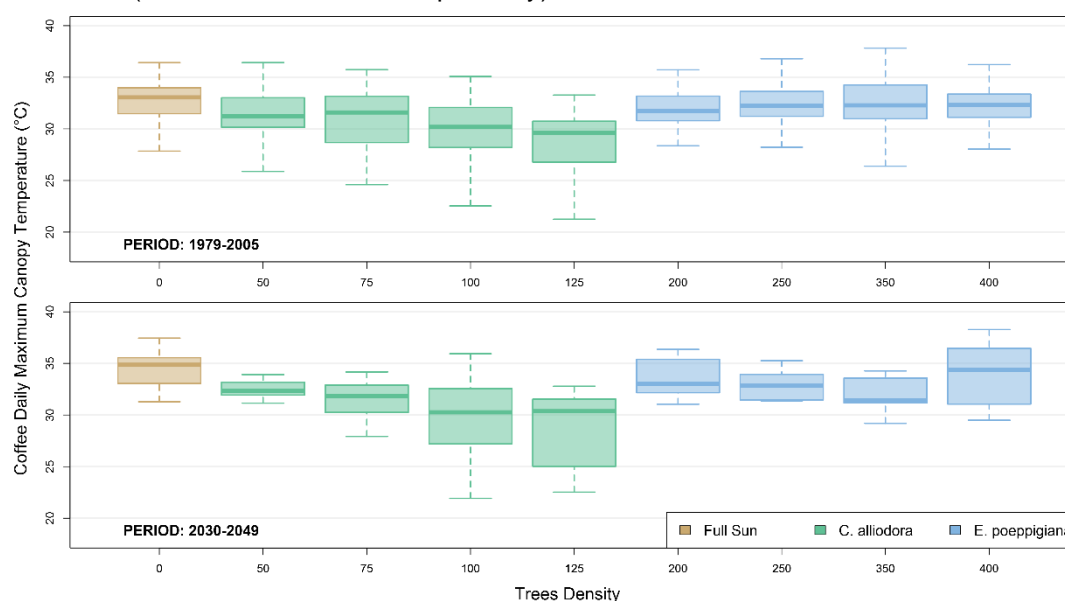 40
35
30
25
20
PERIOD: 1979-2005
0 50 75 100 125 200 250 350 400
Coffee Daily Maximum Canopy Temperature (°C)
40
35
30
25
20
PERIOD: 2030-2049
Full Sun C. alliodora E. poeppigiana
0 50 75 100 125 200 250 350 400
Trees Density